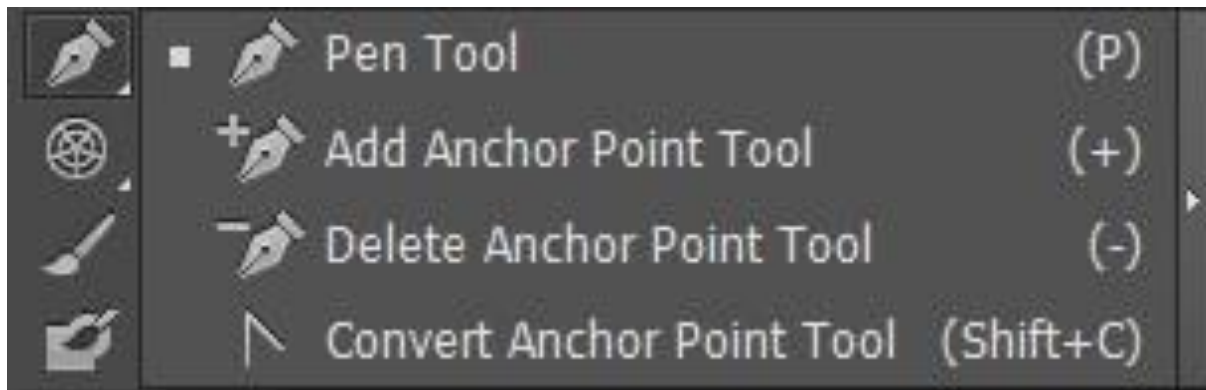 Pen Tool (P)
Add Anchor Point Tool (+)
Delete Anchor Point Tool (-)
Convert Anchor Point Tool (Shift+C)